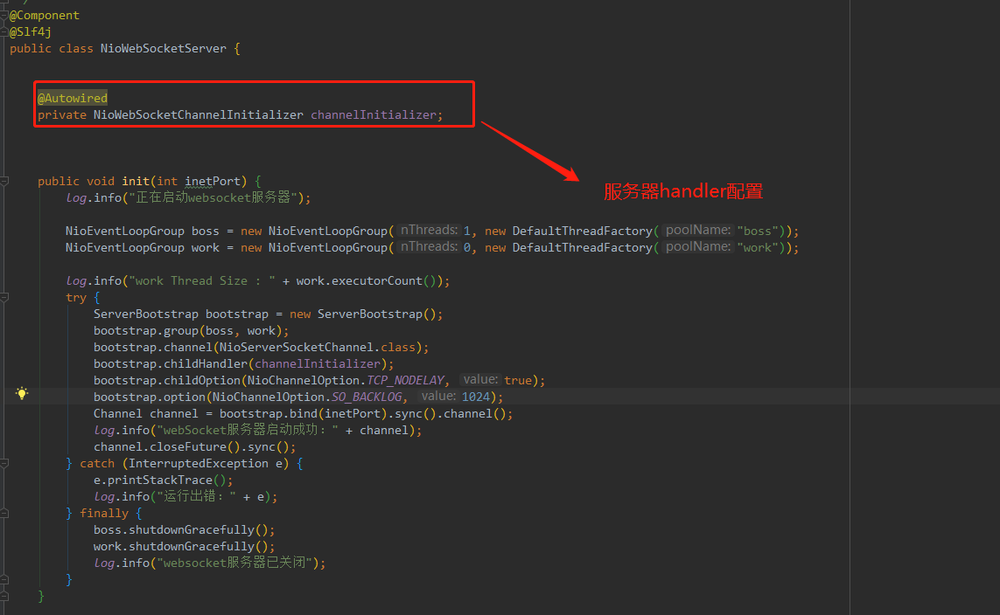 @Component
@Slf4j
public class NioWebSocketServer {
@Autowired
private NioWebSocketChannelInitializer channelInitializer;
服务器handler配置
public void init(int inetPort) {
log.info("正在启动websocket服务器");
NioEventLoopGroup boss = new NioEventLoopGroup( nThreads: 1, new DefaultThreadFactory( poolName: "boss"));
NioEventLoopGroup work = new NioEventLoopGroup( nThreads: 0, new DefaultThreadFactory( poolName: "work"));
log.info("work Thread Size : " + work.executorCount());
try {
ServerBootstrap bootstrap = new ServerBootstrap();
bootstrap.group(boss, work);
bootstrap.channel(NioServerSocketChannel.class);
bootstrap.childHandler(channelInitializer);
bootstrap.childOption(NioChannelOption.TCP_NODELAY, value: true);
bootstrap.option(NioChannelOption.SO_BACKLOG, value: 1024);
Channel channel = bootstrap.bind(inetPort).sync().channel();
log.info("webSocket服务器启动成功：" + channel);
channel.closeFuture().sync();
} catch (InterruptedException e) {
e.printStackTrace();
log.info("运行出错：" + e);
} finally {
boss.shutdownGracefully();
work.shutdownGracefully();
log.info("websocket服务器已关闭");
}
}